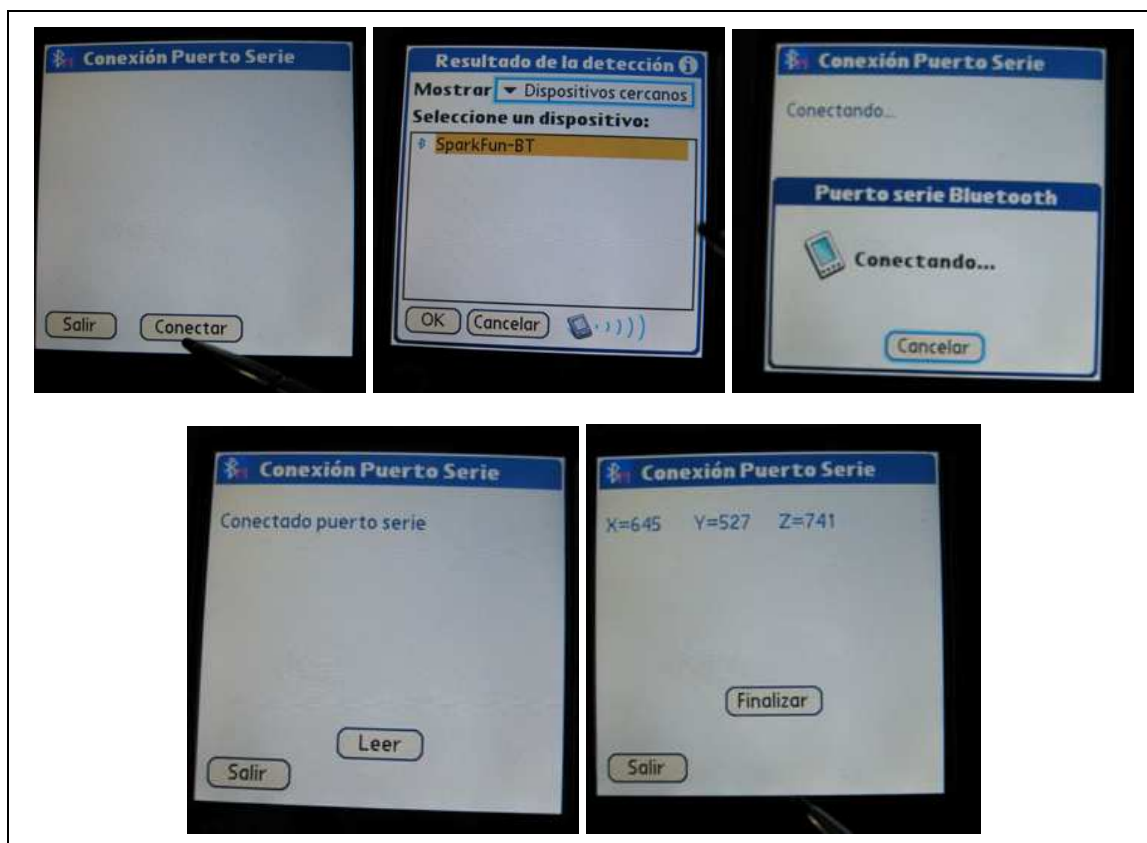 Conexión Puerto Serie
Salir Conectar
Resultado de la detección
Mostrar Dispositivos cercanos
Seleccione un dispositivo:
SparkFun-BT
OK Cancelar
Conexión Puerto Serie
Conectando...
Puerto serie Bluetooth
Conectando...
Cancelar
Conexión Puerto Serie
Conectado puerto serie
Leer
Salir
Conexión Puerto Serie
X=645 Y=527 Z=741
Finalizar
Salir